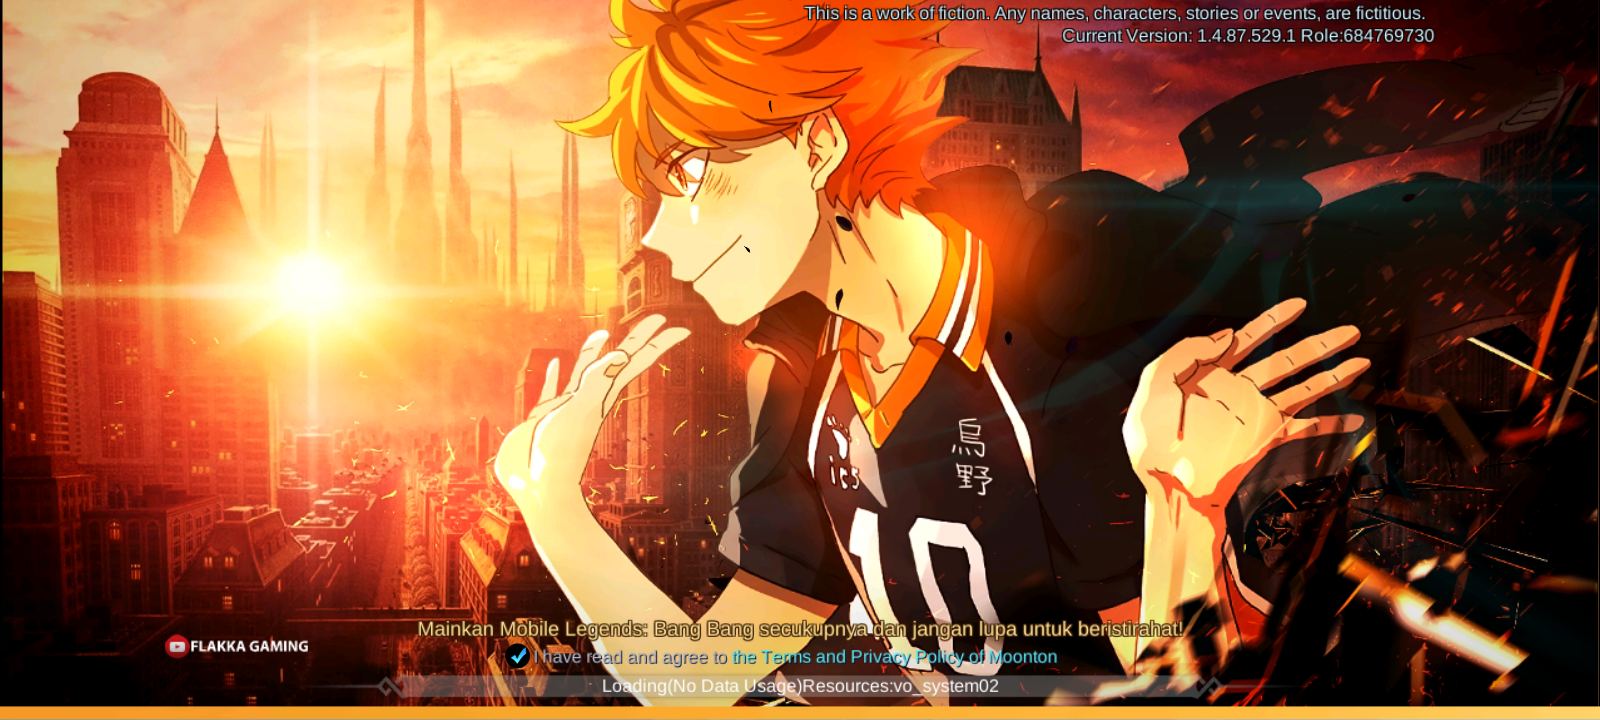 This is a work of fiction. Any names, characters, stories or events, are fictitious.
Current Version: 1.4.87.529.1 Role:684769730
烏
野
10
FLAKKA GAMING
Mainkan Mobile Legends: Bang Bang secukupnya dan jangan lupa untuk beristirahat!
I have read and agree to the Terms and Privacy Policy of Moonton
Loading(No Data Usage)Resources:vo_system02